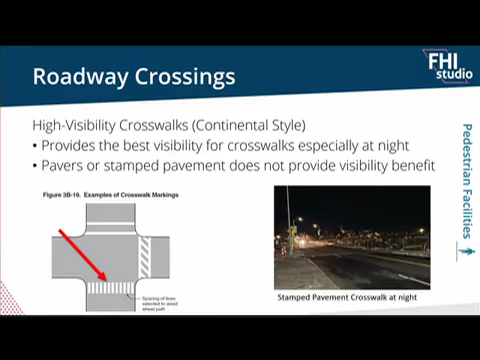 FHI
studio
Roadway Crossings
High-Visibility Crosswalks (Continental Style)
• Provides the best visibility for crosswalks especially at night
• Pavers or stamped pavement does not provide visibility benefit
Pedestrian Facilities
Figure 3B-19. Examples of Crosswalk Markings
Spacing of lines
selected to avoid
wheel path
Stamped Pavement Crosswalk at night